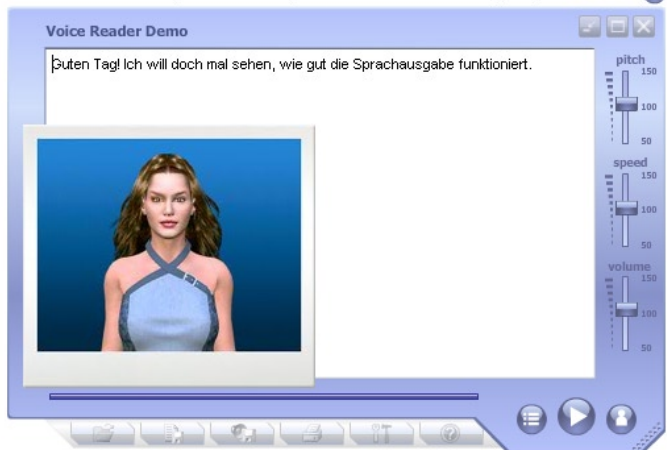 Voice Reader Demo
Guten Tag! Ich will doch mal sehen, wie gut die Sprachausgabe funktioniert.
pitch
150
100
50
speed
150
100
50
volume
150
100
50